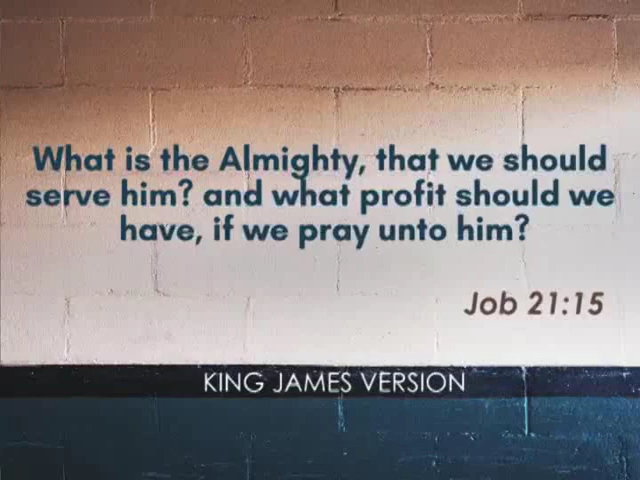 What is the Almighty, that we should
serve him? and what profit should we
have, if we pray unto him?
Job 21:15
KING JAMES VERSION